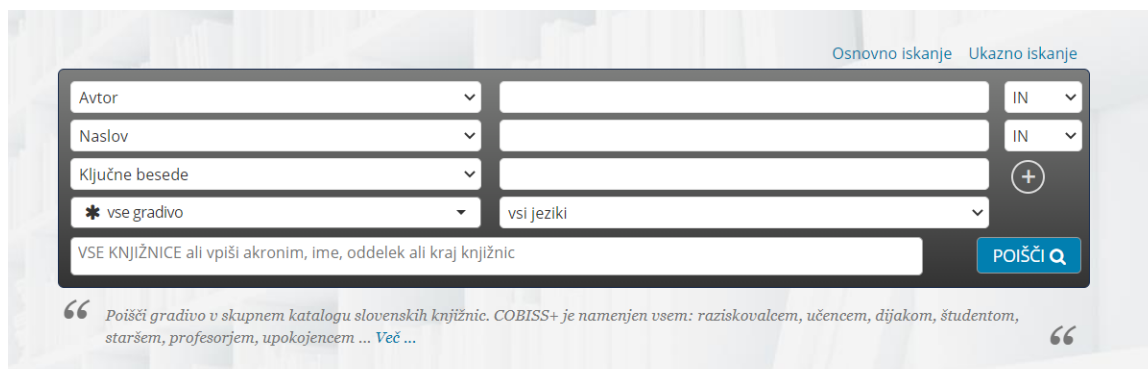 Osnovno iskanje Ukazno iskanje
Avtor IN
Naslov IN
Ključne besede
vse gradivo vsi jeziki
VSE KNJIŽNICE ali vpiši akronim, ime, oddelek ali kraj knjižnic POIŠČI
Poišči gradivo v skupnem katalogu slovenskih knjižnic. COBISS+ je namenjen vsem: raziskovalcem, učencem, dijakom, študentom,
staršem, profesorjem, upokojencem ... Več ...